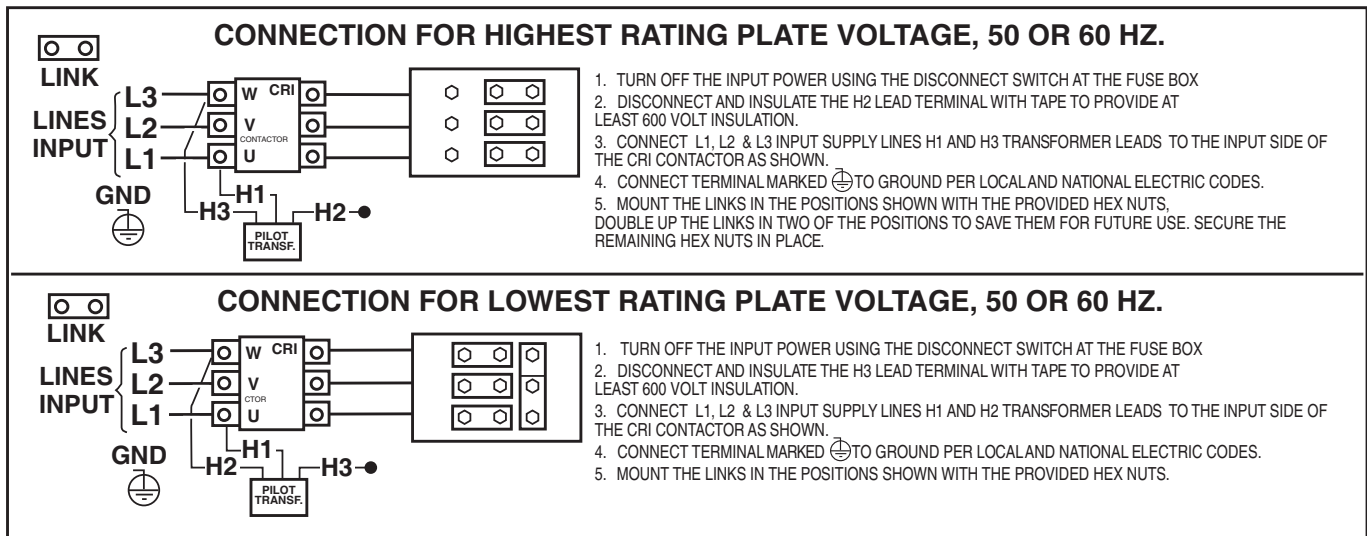 CONNECTION FOR HIGHEST RATING PLATE VOLTAGE, 50 OR 60 HZ.
LINK
LINES
INPUT
L3
L2
L1
GND
W
CRI
V
CONTACTOR
U
H1
H3
H2
PILOT
TRANSF.
1. TURN OFF THE INPUT POWER USING THE DISCONNECT SWITCH AT THE FUSE BOX
2. DISCONNECT AND INSULATE THE H2 LEAD TERMINAL WITH TAPE TO PROVIDE AT
LEAST 600 VOLT INSULATION.
3. CONNECT L1, L2 & L3 INPUT SUPPLY LINES H1 AND H3 TRANSFORMER LEADS TO THE INPUT SIDE OF
THE CRI CONTACTOR AS SHOWN.
4. CONNECT TERMINAL MARKED TO GROUND PER LOCAL AND NATIONAL ELECTRIC CODES.
5. MOUNT THE LINKS IN THE POSITIONS SHOWN WITH THE PROVIDED HEX NUTS,
DOUBLE UP THE LINKS IN TWO OF THE POSITIONS TO SAVE THEM FOR FUTURE USE. SECURE THE
REMAINING HEX NUTS IN PLACE.
CONNECTION FOR LOWEST RATING PLATE VOLTAGE, 50 OR 60 HZ.
LINK
LINES
INPUT
L3
L2
L1
GND
W
CRI
V
CTOR
U
H1
H2
H3
PILOT
TRANSF.
1. TURN OFF THE INPUT POWER USING THE DISCONNECT SWITCH AT THE FUSE BOX
2. DISCONNECT AND INSULATE THE H3 LEAD TERMINAL WITH TAPE TO PROVIDE AT
LEAST 600 VOLT INSULATION.
3. CONNECT L1, L2 & L3 INPUT SUPPLY LINES H1 AND H2 TRANSFORMER LEADS TO THE INPUT SIDE OF
THE CRI CONTACTOR AS SHOWN.
4. CONNECT TERMINAL MARKED TO GROUND PER LOCAL AND NATIONAL ELECTRIC CODES.
5. MOUNT THE LINKS IN THE POSITIONS SHOWN WITH THE PROVIDED HEX NUTS.